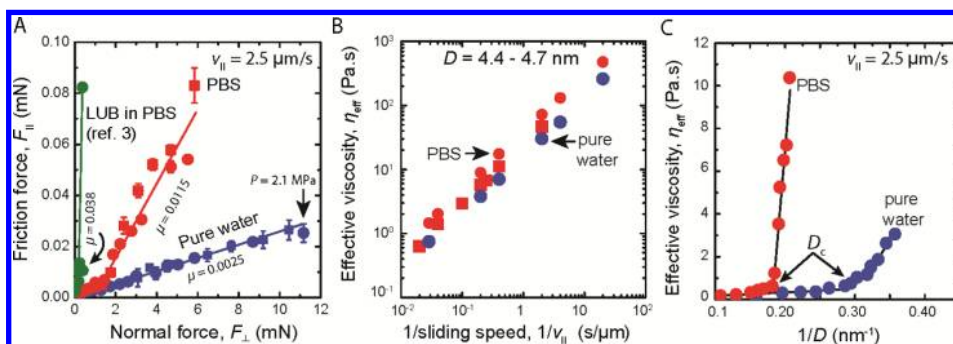 A
v∥ = 2.5 µm/s
PBS
LUB in PBS
(ref. 3)
P = 2.1 MPa
µ = 0.038
µ = 0.0115
Pure water
µ = 0.0025
Friction force, F∥ (mN)
0.10
0.08
0.06
0.04
0.02
0.00
0 2 4 6 8 10 12
Normal force, F⊥ (mN)
B
D = 4.4 - 4.7 nm
PBS
pure
water
Effective viscosity, ηeff (Pa.s)
10³
10²
10¹
10⁰
10⁻¹
10⁻² 10⁻¹ 10⁰ 10¹ 10²
1/sliding speed, 1/v∥ (s/µm)
C
v∥ = 2.5 µm/s
PBS
pure
water
Dc
Effective viscosity, ηeff (Pa.s)
12
10
8
6
4
2
0
0.1 0.20 0.30 0.40
1/D (nm⁻¹)